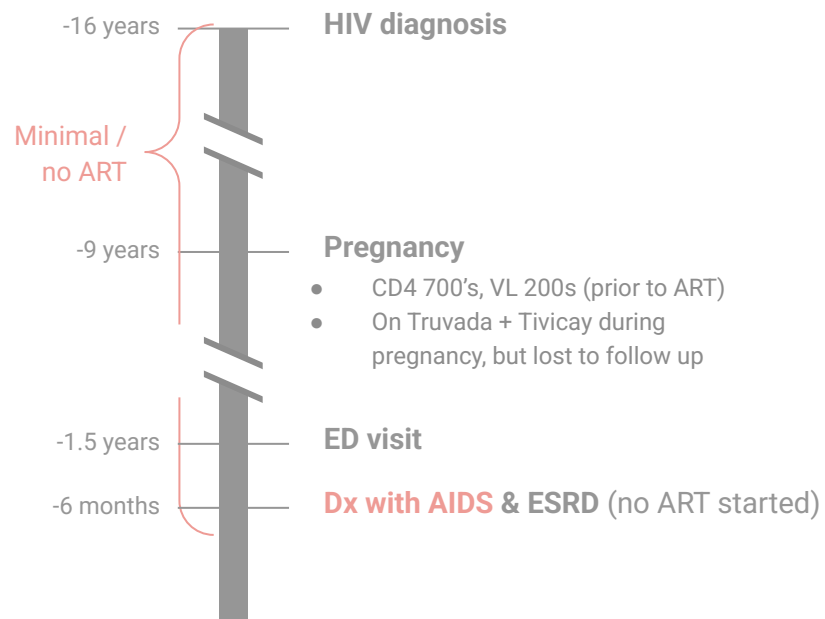 -16 years
HIV diagnosis
Minimal /
no ART
-9 years
Pregnancy
● CD4 700’s, VL 200s (prior to ART)
● On Truvada + Tivicay during
pregnancy, but lost to follow up
-1.5 years
ED visit
-6 months
Dx with AIDS & ESRD (no ART started)